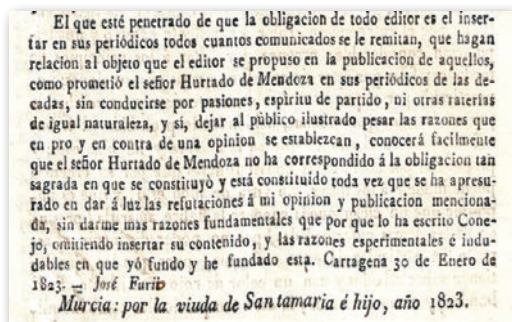 El que esté penetrado de que la obligacion de todo editor es el inser-
tar en sus periódicos todos cuantos comunicados se le remitan, que hagan
relacion al objeto que el editor se propuso en la publicacion de aquellos,
como prometió el señor Hurtado de Mendoza en sus periódicos de las de-
cadas, sin conducirse por pasiones, espiritu de partido, ni otras raterías
de igual naturaleza, y sí, dejar al público ilustrado pesar las razones que
en pro y en contra de una opinion se establezcan, conocerá facilmente
que el señor Hurtado de Mendoza no ha correspondido á la obligacion tan
sagrada en que se constituyò y está constituido toda vez que se ha apresu-
rado en dar á luz las refutaciones á mi opinion y publicacion menciona-
da, sin darme mas razones fundamentales que por que lo ha escrito Cone-
jo, omitiendo insertar su contenido, y las razones esperimentales é indu-
dables en que yó fundo y he fundado esta. Cartagena 30 de Enero de
1823. = José Furió
Murcia: por la viuda de Santamaria é hijo, año 1823.